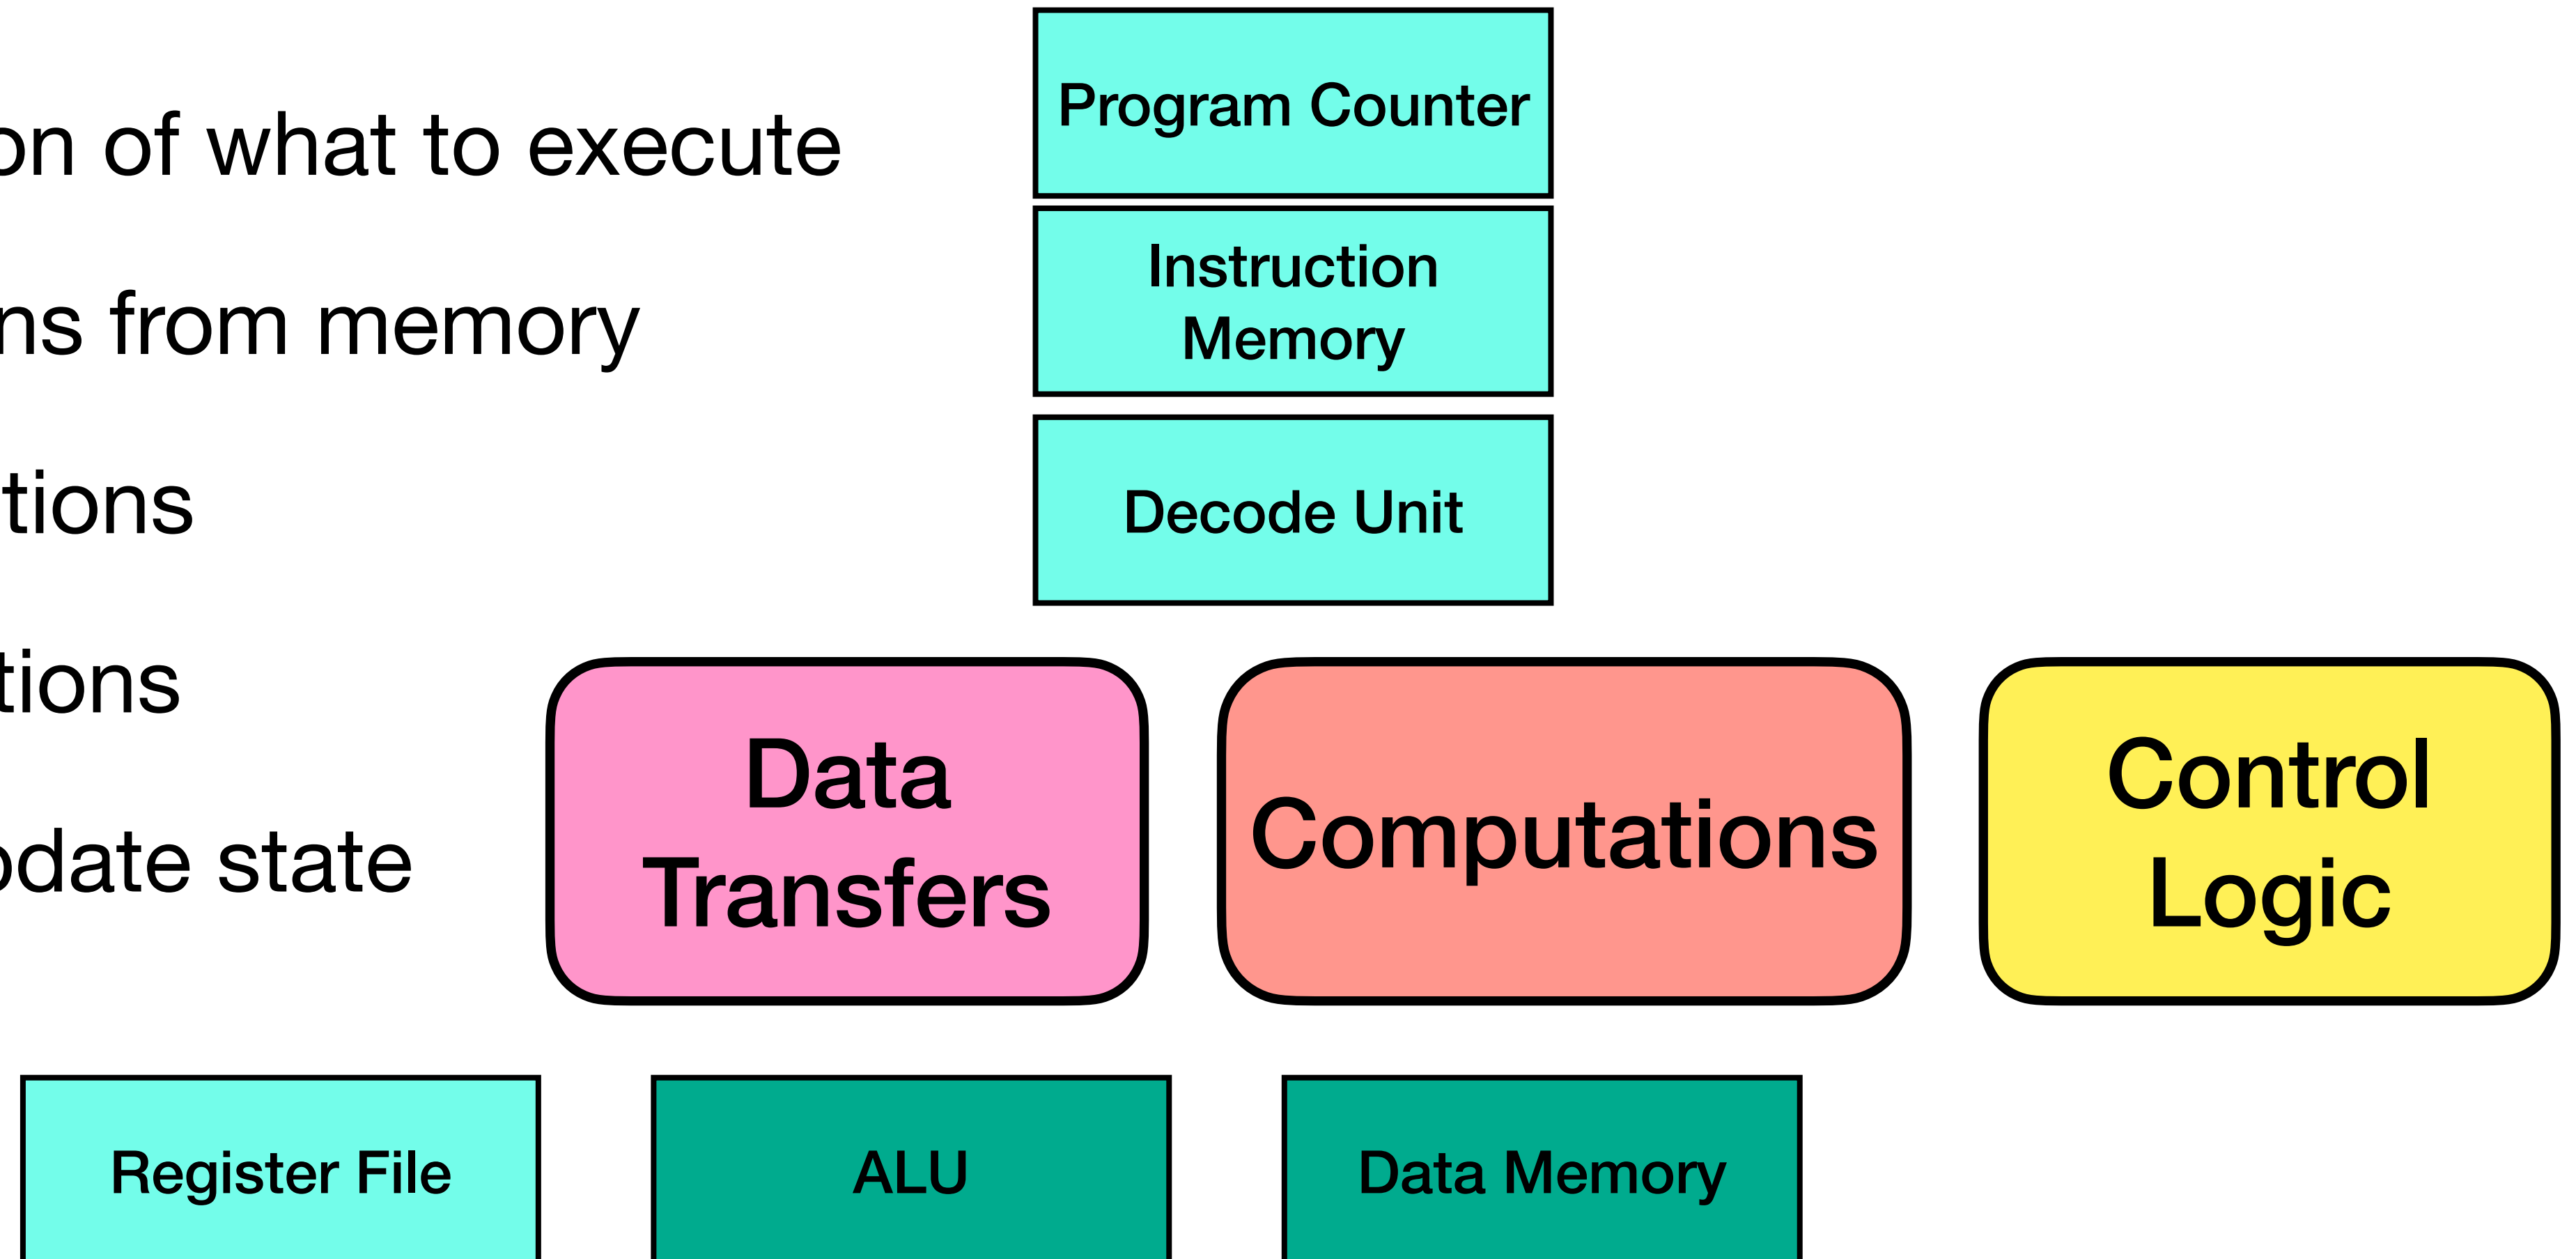 Program Counter
on of what to execute
Instruction
Memory
ns from memory
Decode Unit
tions
tions
Data
Transfers
Computations
Control
Logic
date state
Register File
ALU
Data Memory